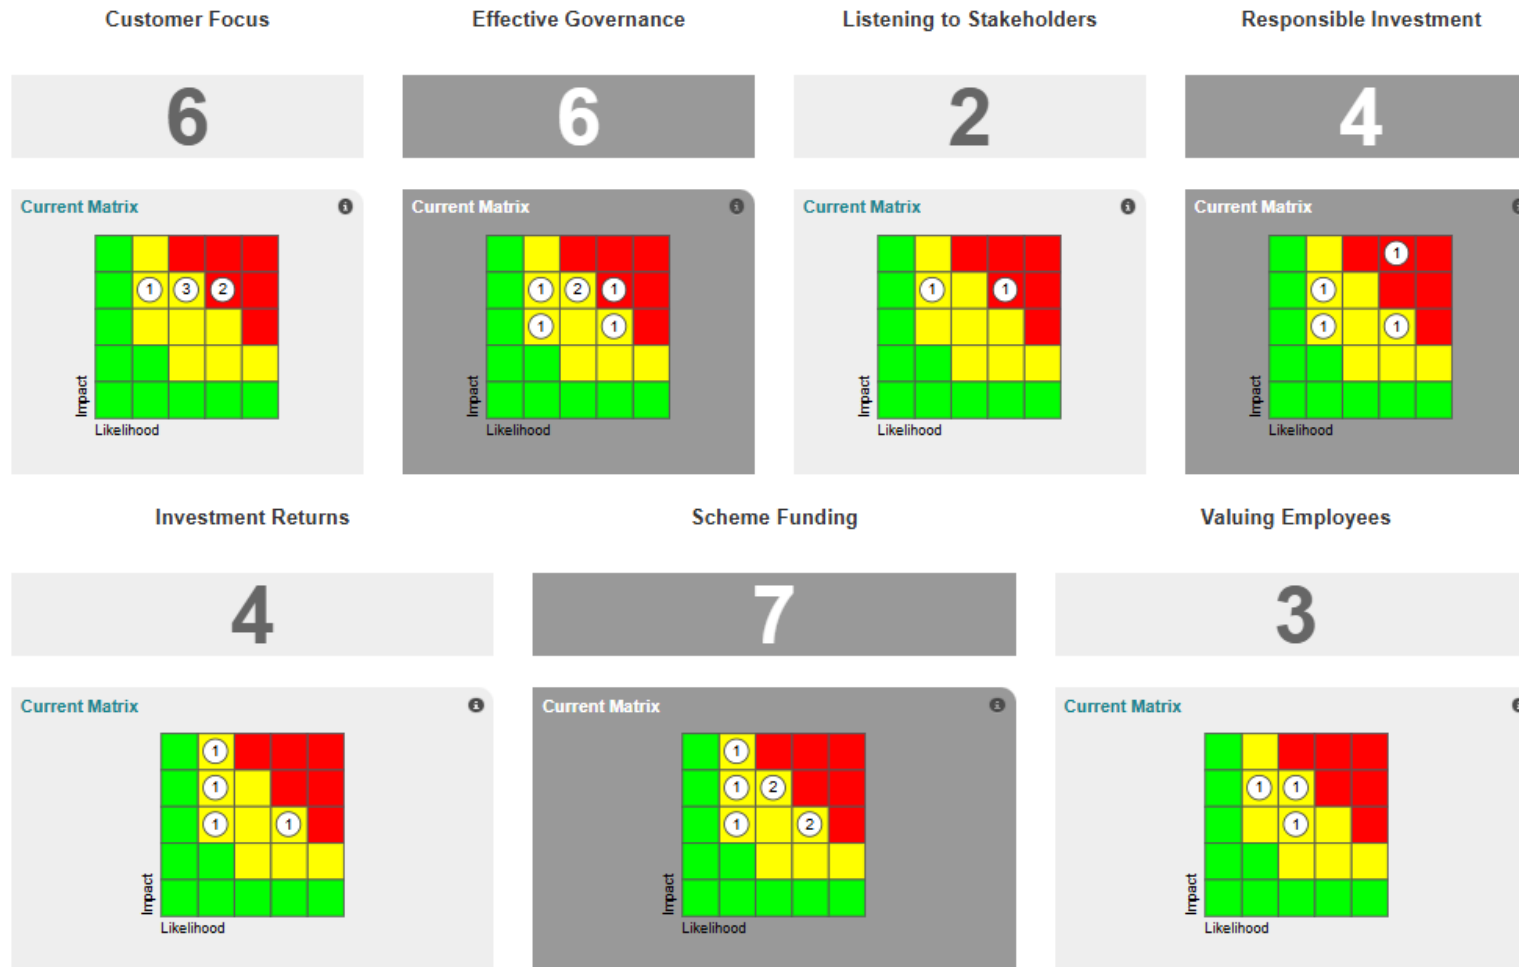 Customer Focus
Effective Governance
Listening to Stakeholders
Responsible Investment
6
6
2
4
Current Matrix
Current Matrix
Current Matrix
Current Matrix
1
1
3
2
1
2
1
1
1
1
1
1
1
1
Impact
Impact
Impact
Impact
Likelihood
Likelihood
Likelihood
Likelihood
Investment Returns
Scheme Funding
Valuing Employees
4
7
3
Current Matrix
Current Matrix
Current Matrix
1
1
1
1
2
1
1
1
1
1
2
1
Impact
Impact
Impact
Likelihood
Likelihood
Likelihood